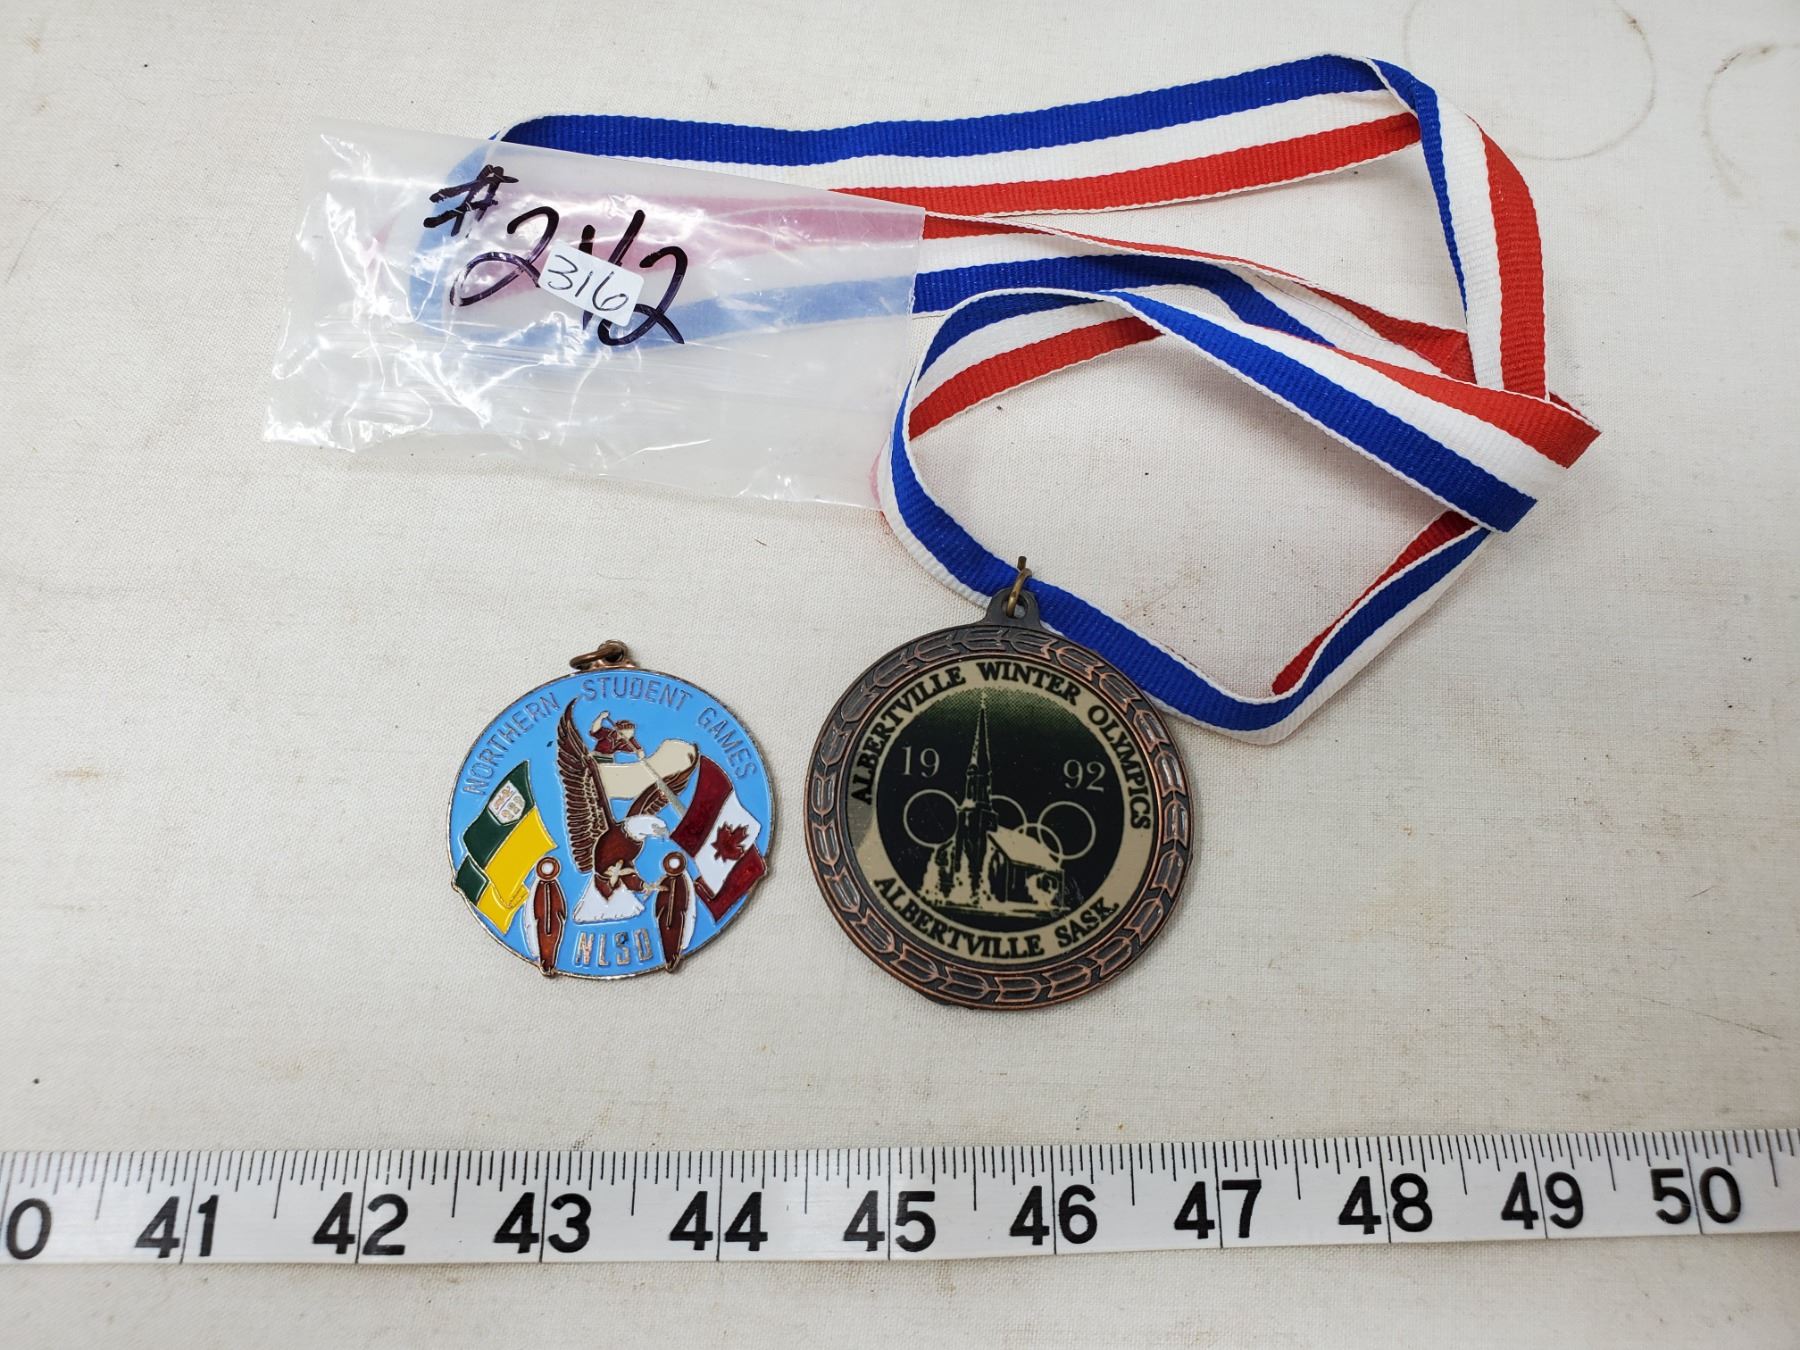 #242
316
NORTHERN STUDENT GAMES
NLSD
ALBERTVILLE WINTER OLYMPICS
19 92
ALBERTVILLE SASK.
0 41 42 43 44 45 46 47 48 49 50